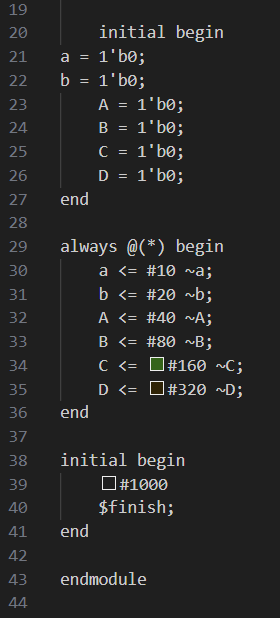 19
20 initial begin
21 a = 1'b0;
22 b = 1'b0;
23 A = 1'b0;
24 B = 1'b0;
25 C = 1'b0;
26 D = 1'b0;
27 end
28
29 always @(*) begin
30 a <= #10 ~a;
31 b <= #20 ~b;
32 A <= #40 ~A;
33 B <= #80 ~B;
34 C <= #160 ~C;
35 D <= #320 ~D;
36 end
37
38 initial begin
39 #1000
40 $finish;
41 end
42
43 endmodule
44